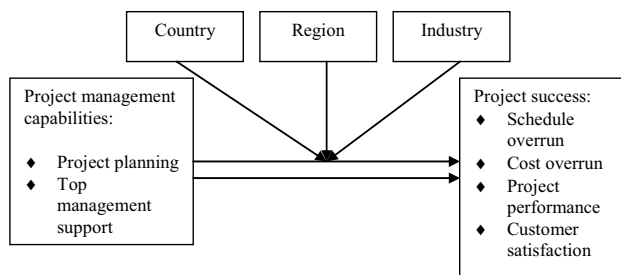 Country
Region
Industry
Project management
capabilities:
♦ Project planning
♦ Top
management
support
Project success:
♦ Schedule
overrun
♦ Cost overrun
♦ Project
performance
♦ Customer
satisfaction